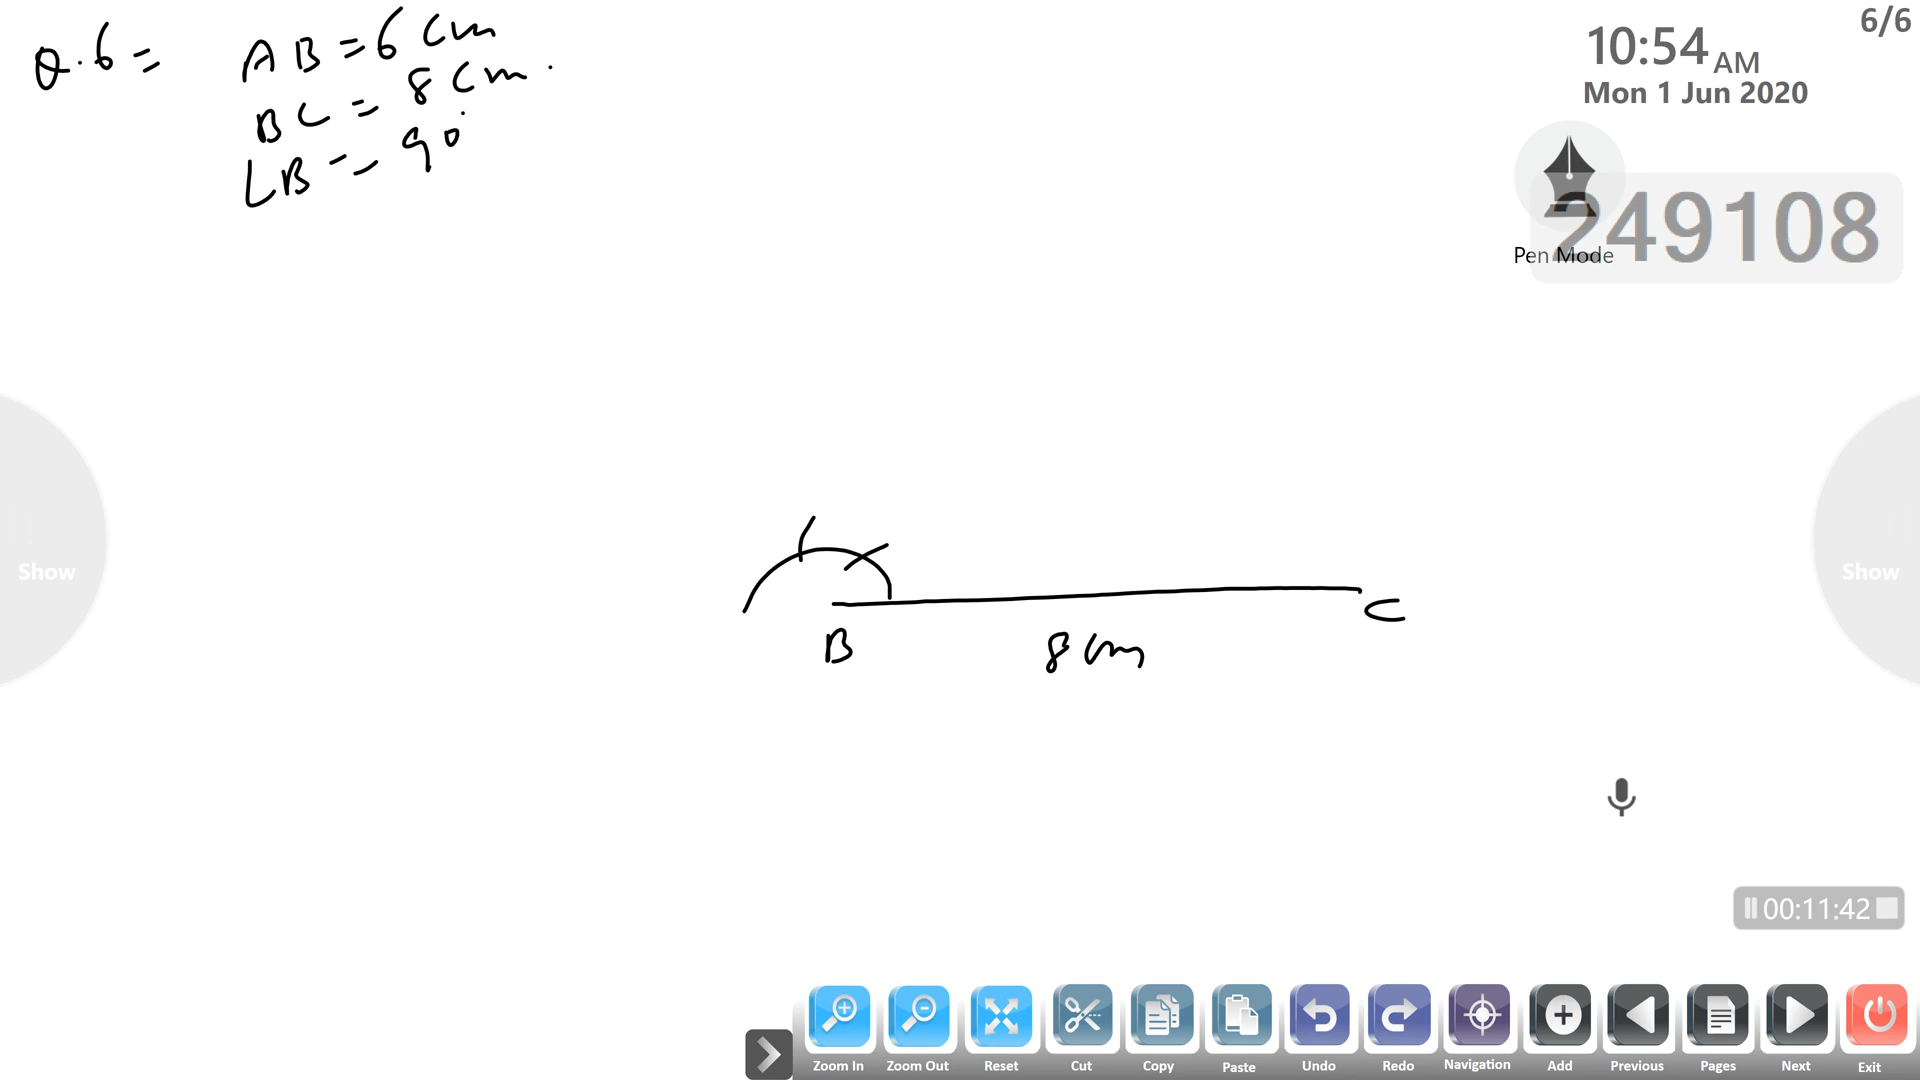 Q.6 = AB = 6 cm
BC = 8 cm.
∠B = 90°
B
8 cm
C
6/6
10:54 AM
Mon 1 Jun 2020
249108
Pen Mode
Show
Show
00:11:42
Zoom In
Zoom Out
Reset
Cut
Copy
Paste
Undo
Redo
Navigation
Add
Previous
Pages
Next
Exit